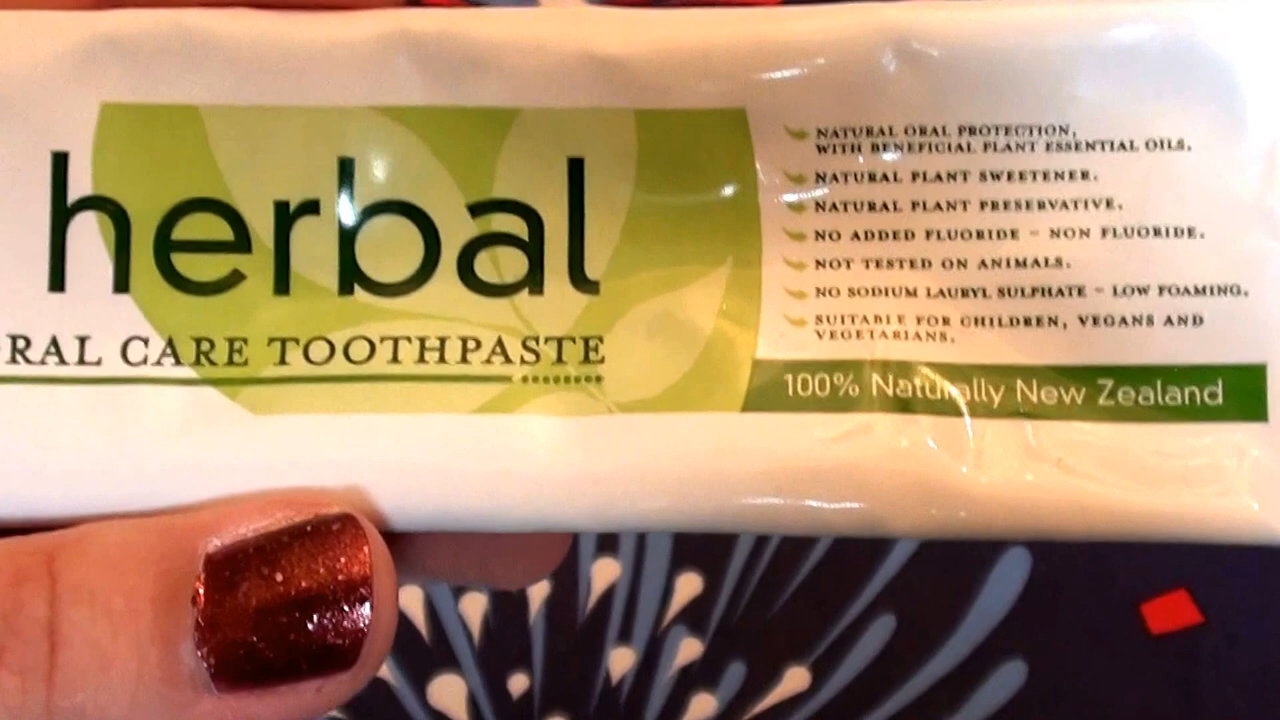 herbal
RAL CARE TOOTHPASTE
NATURAL ORAL PROTECTION,
WITH BENEFICIAL PLANT ESSENTIAL OILS.
NATURAL PLANT SWEETENER.
NATURAL PLANT PRESERVATIVE.
NO ADDED FLUORIDE - NON FLUORIDE.
NOT TESTED ON ANIMALS.
NO SODIUM LAURYL SULPHATE - LOW FOAMING.
SUITABLE FOR CHILDREN, VEGANS AND
VEGETARIANS.
100% Naturally New Zealand